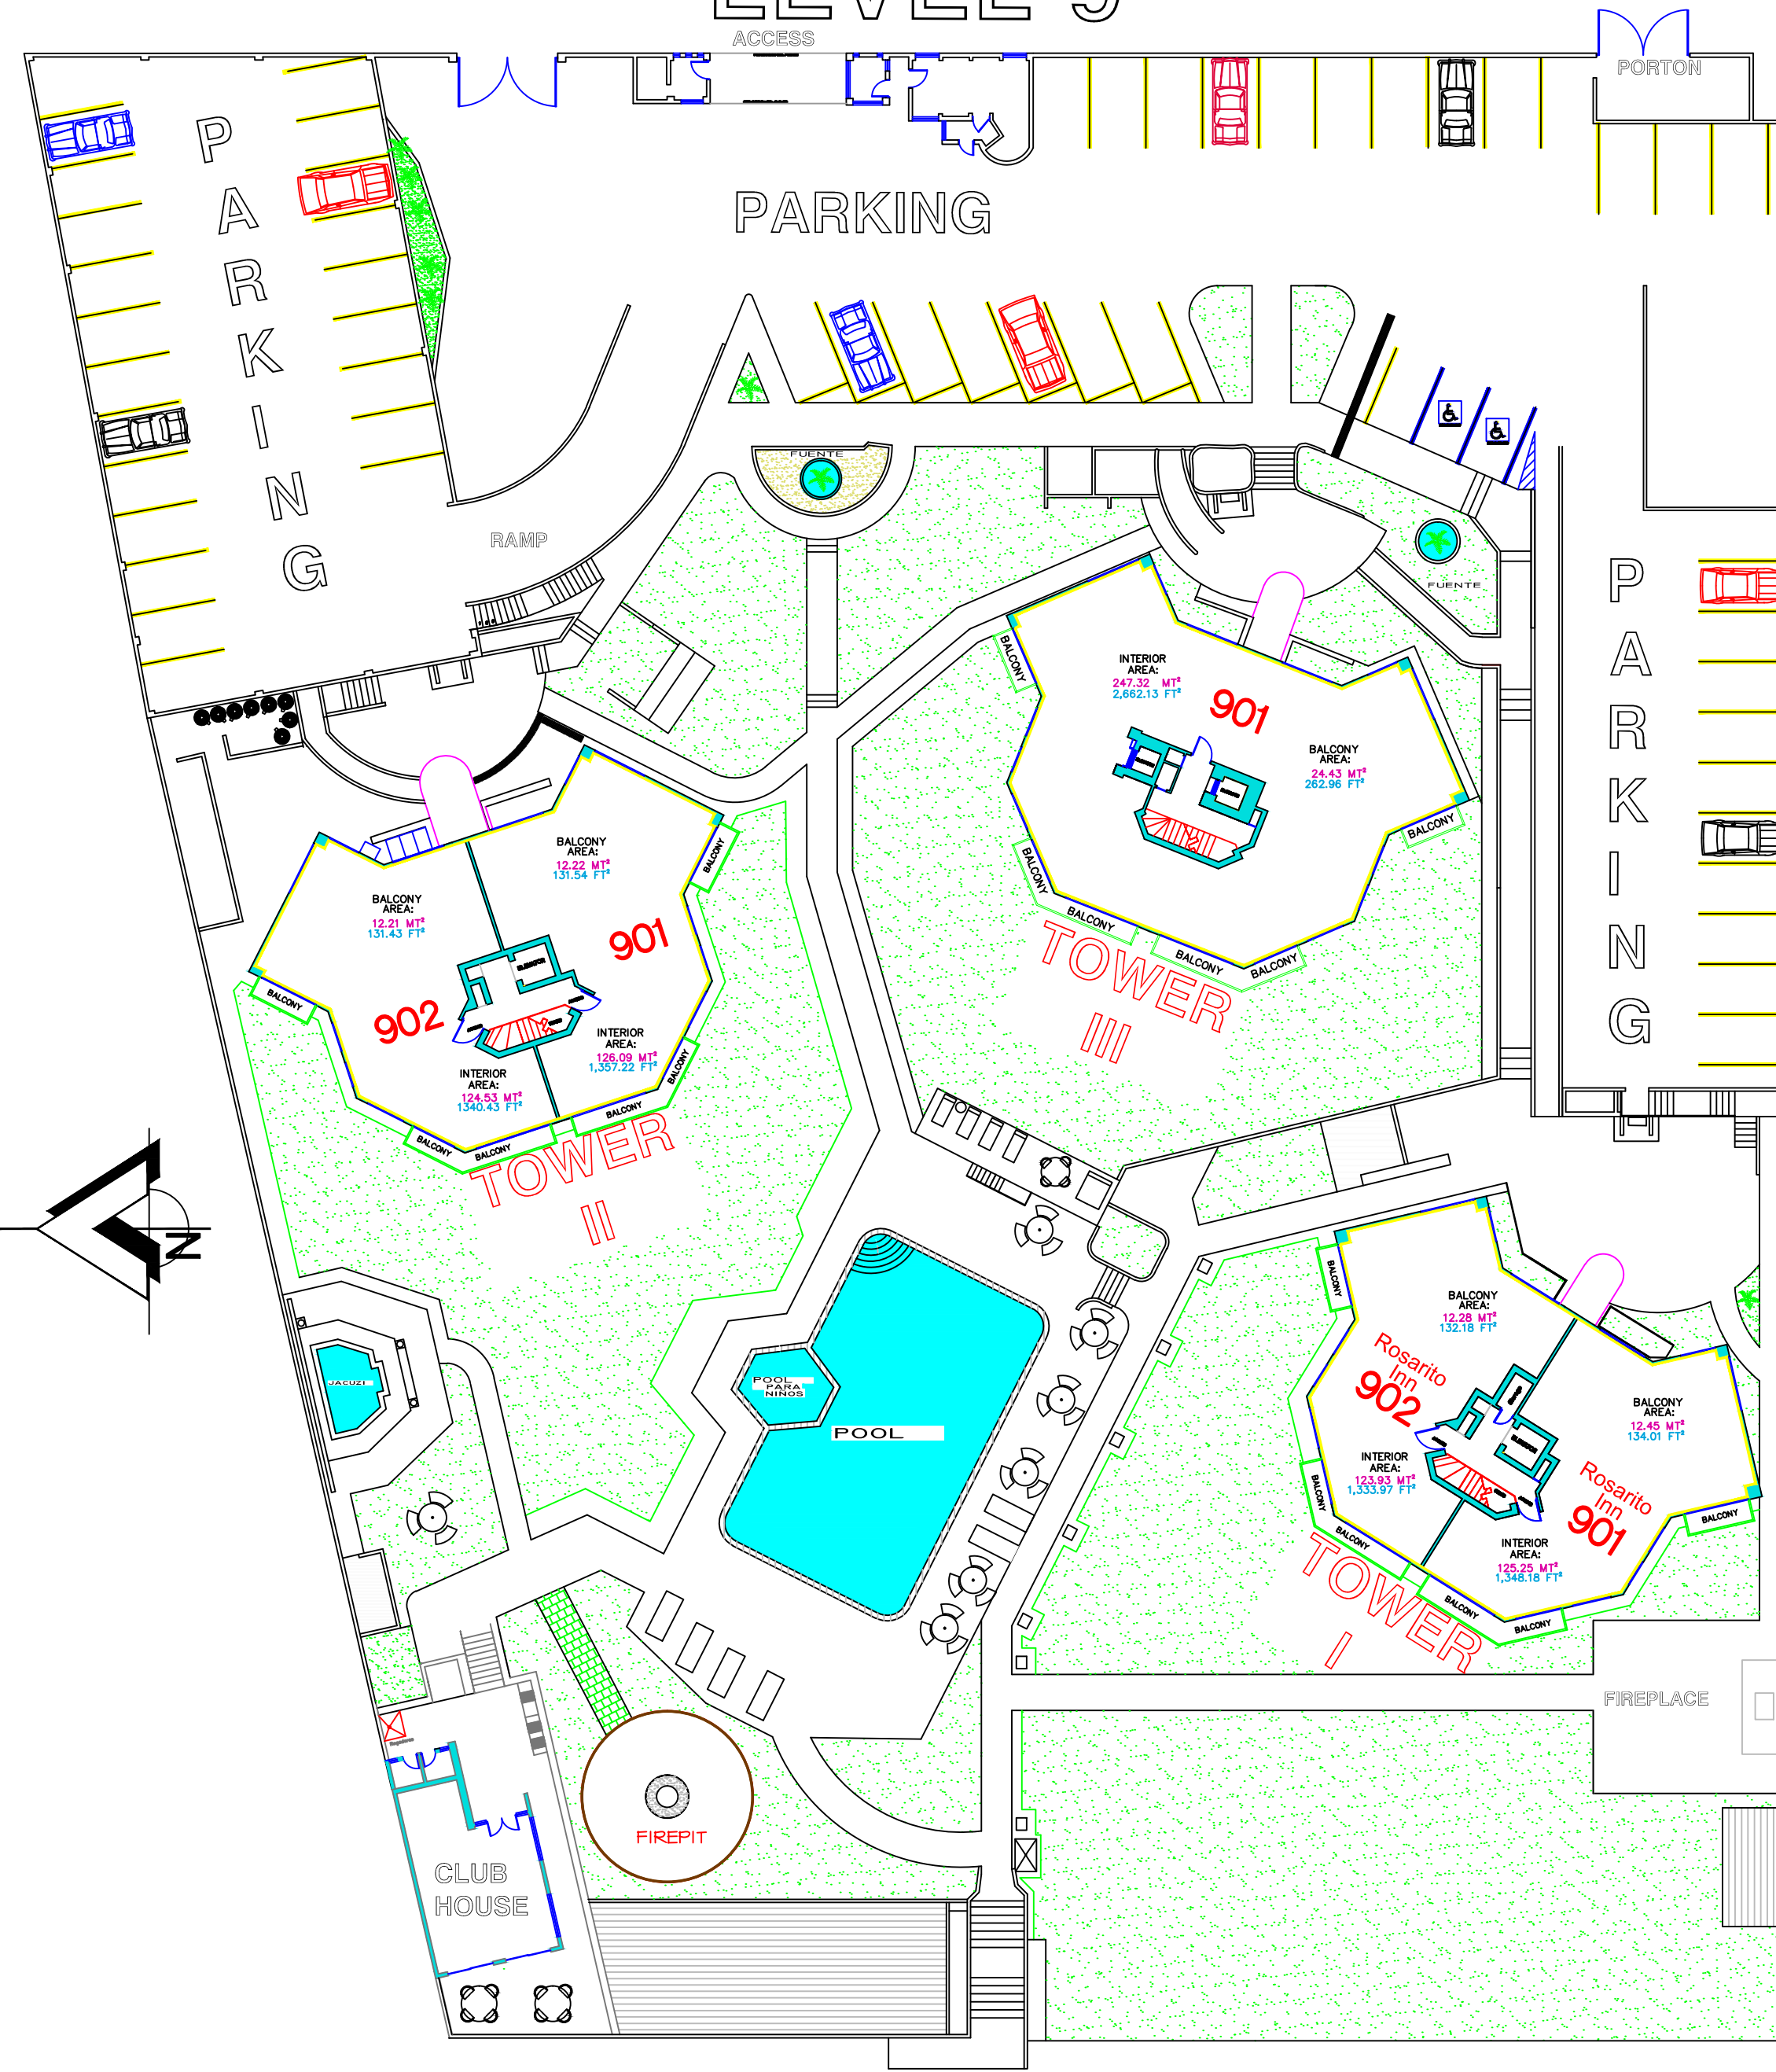 LEVEL 9
ACCESS
PORTON
PARKING
PARKING
RAMP
FUENTE
FUENTE
PARKING
INTERIOR
AREA:
247.32 MT²
2,662.13 FT²
901
BALCONY
AREA:
24.43 MT²
262.96 FT²
BALCONY
BALCONY
BALCONY
BALCONY
BALCONY
BALCONY
TOWER
III
BALCONY
AREA:
12.22 MT²
131.54 FT²
BALCONY
AREA:
12.21 MT²
131.43 FT²
901
902
ELEVATOR
INTERIOR
AREA:
126.09 MT²
1,357.22 FT²
INTERIOR
AREA:
124.53 MT²
1340.43 FT²
BALCONY
BALCONY
BALCONY
BALCONY
BALCONY
BALCONY
TOWER
II
N
JACUZI
POOL
PARA
NIÑOS
POOL
BALCONY
AREA:
12.28 MT²
132.18 FT²
Rosarito
Inn
902
BALCONY
AREA:
12.45 MT²
134.01 FT²
INTERIOR
AREA:
123.93 MT²
1,333.97 FT²
ELEVATOR
Rosarito
Inn
901
INTERIOR
AREA:
125.25 MT²
1,348.18 FT²
BALCONY
BALCONY
BALCONY
BALCONY
BALCONY
BALCONY
TOWER
I
FIREPLACE
FIREPIT
CLUB
HOUSE